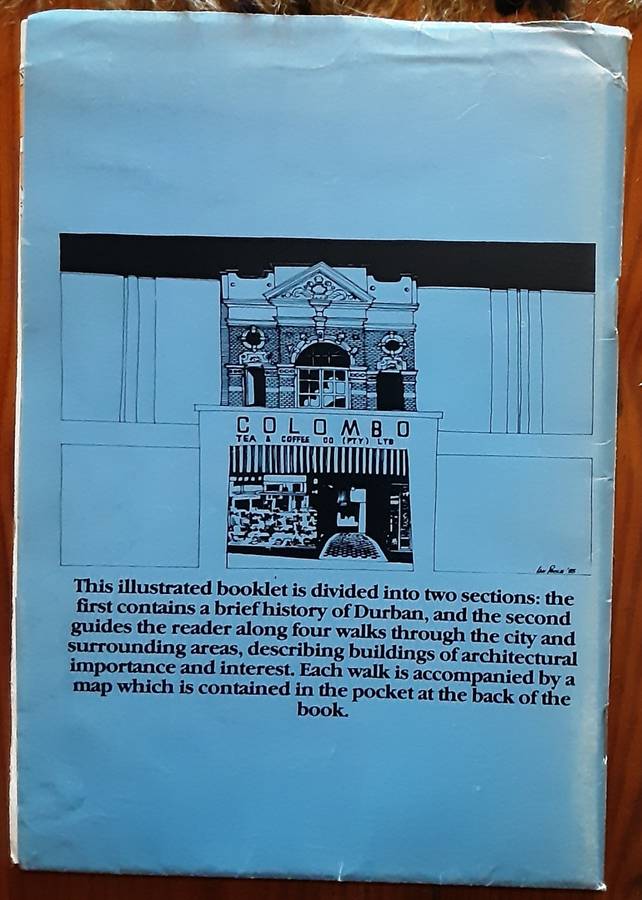 COLOMBO
TEA & COFFEE CO (PTY) LTD
This illustrated booklet is divided into two sections: the
first contains a brief history of Durban, and the second
guides the reader along four walks through the city and
surrounding areas, describing buildings of architectural
importance and interest. Each walk is accompanied by a
map which is contained in the pocket at the back of the
book.